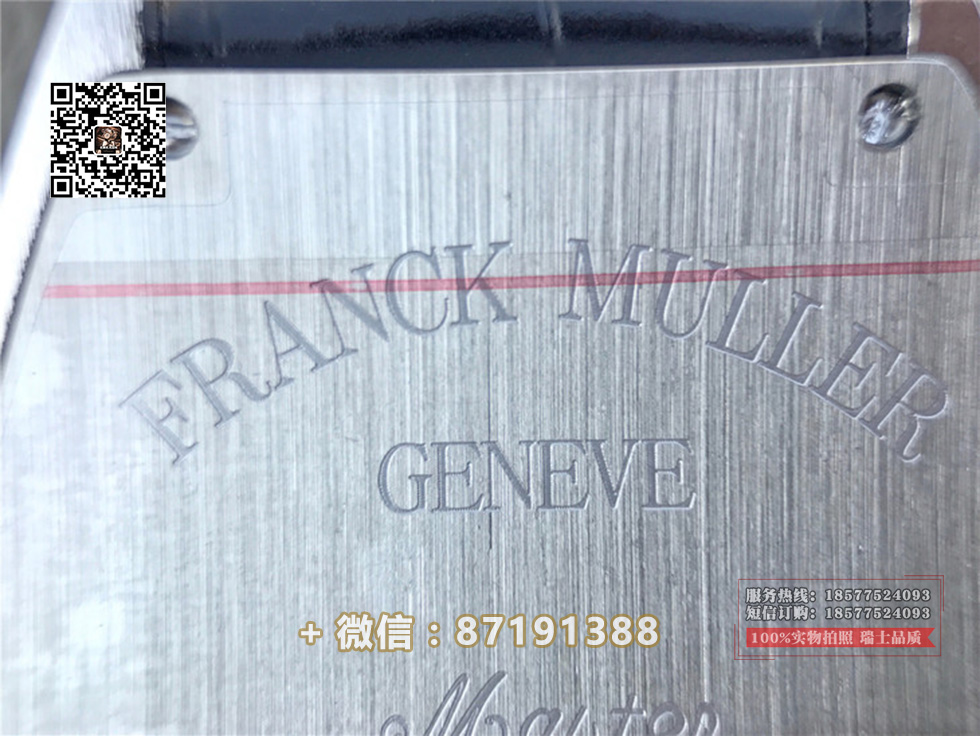 FRANCK MULLER
GENEVE
服务热线：18577524093
短信订购：18577524093
+ 微信：87191388
100%实物拍照 瑞士品质
Master